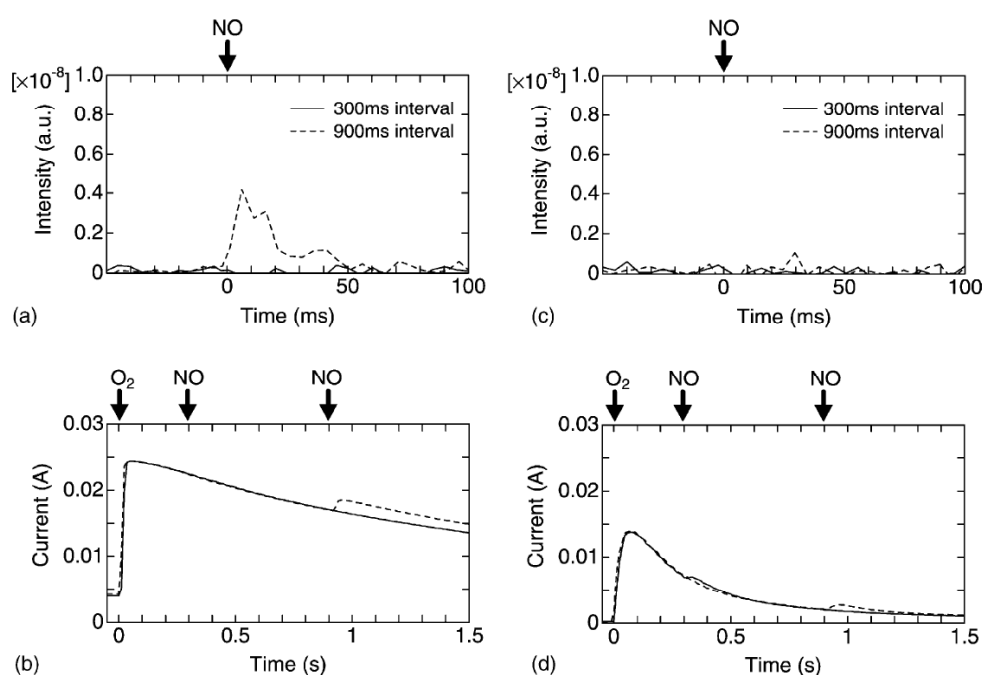 NO
[×10⁻⁸] 1.0
0.8
0.6
0.4
0.2
0
Intensity (a.u.)
300ms interval
900ms interval
0 50 100
Time (ms)
(a)
NO
[×10⁻⁸] 1.0
0.8
0.6
0.4
0.2
0
Intensity (a.u.)
300ms interval
900ms interval
0 50 100
Time (ms)
(c)
O₂ NO NO
0.03
0.02
0.01
0
Current (A)
0 0.5 1 1.5
Time (s)
(b)
O₂ NO NO
0.03
0.02
0.01
0
Current (A)
0 0.5 1 1.5
Time (s)
(d)